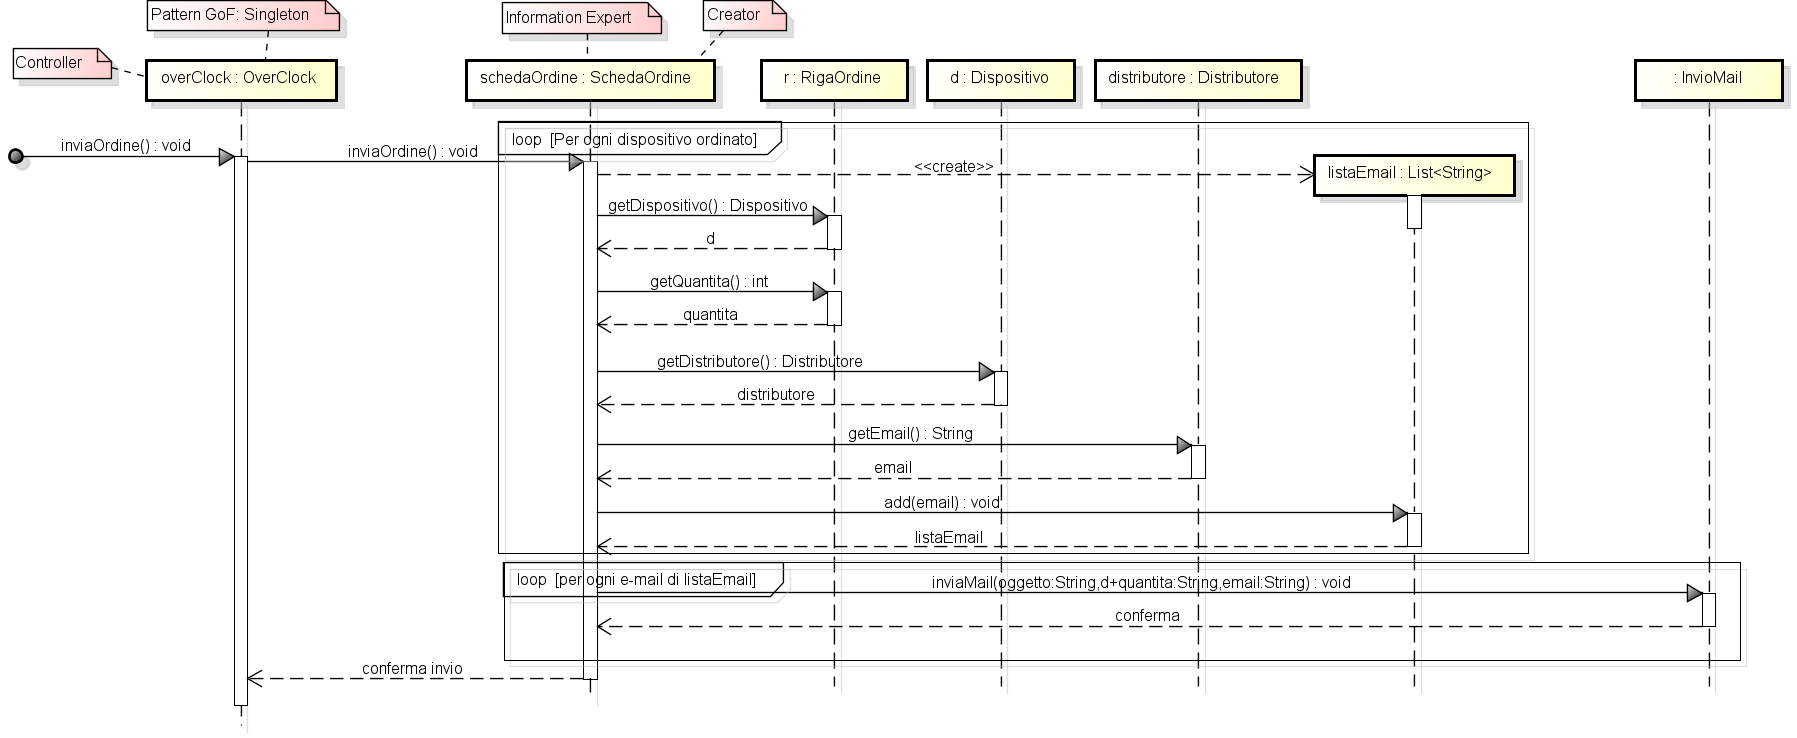 Pattern GoF: Singleton
Information Expert
Creator
Controller
overClock : OverClock
schedaOrdine : SchedaOrdine
r : RigaOrdine
d : Dispositivo
distributore : Distributore
: InvioMail
loop [Per ogni dispositivo ordinato]
inviaOrdine() : void
inviaOrdine() : void
<<create>>
listaEmail : List<String>
getDispositivo() : Dispositivo
d
getQuantita() : int
quantita
getDistributore() : Distributore
distributore
getEmail() : String
email
add(email) : void
listaEmail
loop [per ogni e-mail di listaEmail]
inviaMail(oggetto:String,d+quantita:String,email:String) : void
conferma
conferma invio